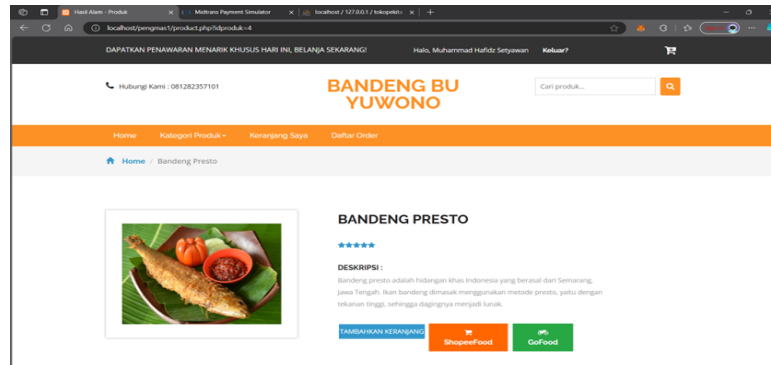 Hasil Alam - Produk
Midtrans Payment Simulator
localhost / 127.0.0.1 / tokopekita
localhost/pengmas1/product.php?idproduk=4
DAPATKAN PENAWARAN MENARIK KHUSUS HARI INI, BELANJA SEKARANG!
Halo, Muhammad Hafidz Setyawan
Keluar?
Hubungi Kami : 081282357101
BANDENG BU
YUWONO
Cari produk...
Home
Kategori Produk
Keranjang Saya
Daftar Order
Home / Bandeng Presto
BANDENG PRESTO
DESKRIPSI :
Bandeng presto adalah hidangan khas Indonesia yang berasal dari Semarang,
Jawa Tengah. Ikan bandeng dimasak menggunakan metode presto, yaitu dengan
tekanan tinggi, sehingga dagingnya menjadi lunak.
TAMBAHKAN KERANJANG
ShopeeFood
GoFood